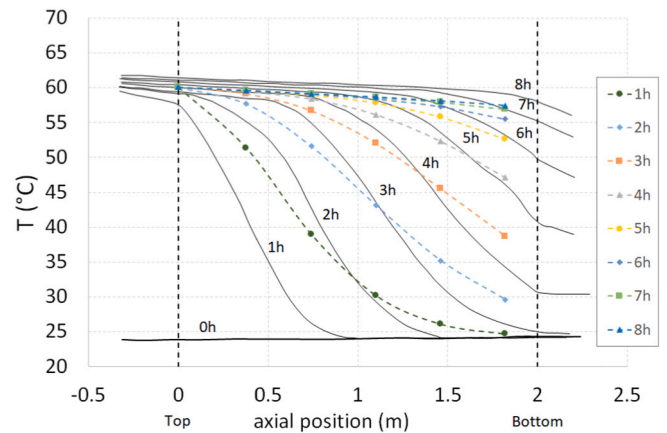 70
65
60
55
50
45
40
35
30
25
20
T (°C)
8h
7h
6h
5h
4h
3h
2h
1h
0h
-0.5
0
0.5
1
1.5
2
2.5
Top
axial position (m)
Bottom
1h
2h
3h
4h
5h
6h
7h
8h